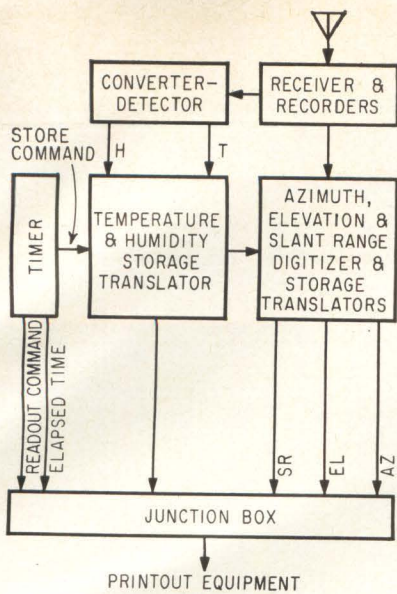 CONVERTER-
DETECTOR
RECEIVER &
RECORDERS
STORE
COMMAND
H
T
TIMER
TEMPERATURE
& HUMIDITY
STORAGE
TRANSLATOR
AZIMUTH,
ELEVATION &
SLANT RANGE
DIGITIZER &
STORAGE
TRANSLATORS
READOUT COMMAND
ELAPSED TIME
SR
EL
AZ
JUNCTION BOX
PRINTOUT EQUIPMENT